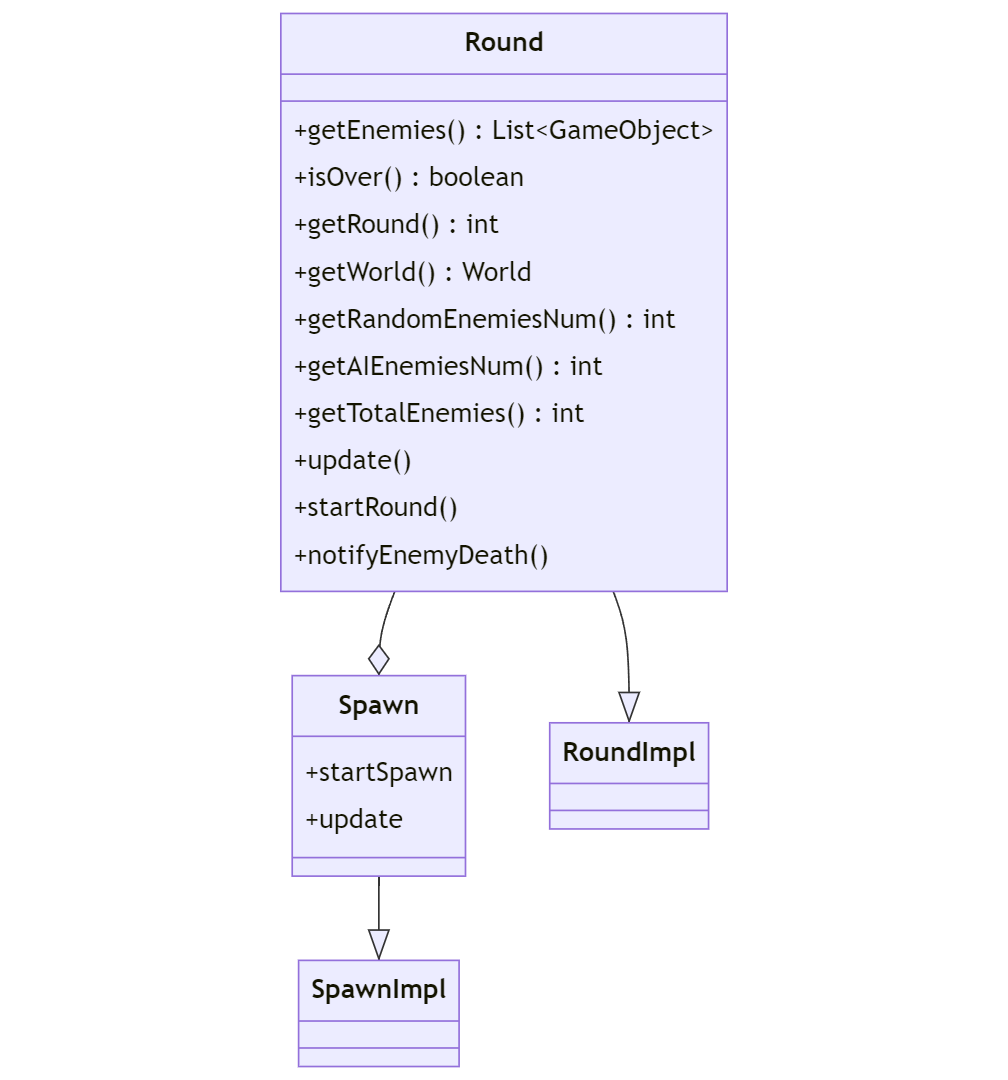 Round
+getEnemies() : List<GameObject>
+isOver() : boolean
+getRound() : int
+getWorld() : World
+getRandomEnemiesNum() : int
+getAIEnemiesNum() : int
+getTotalEnemies() : int
+update()
+startRound()
+notifyEnemyDeath()
Spawn
+startSpawn
+update
RoundImpl
SpawnImpl